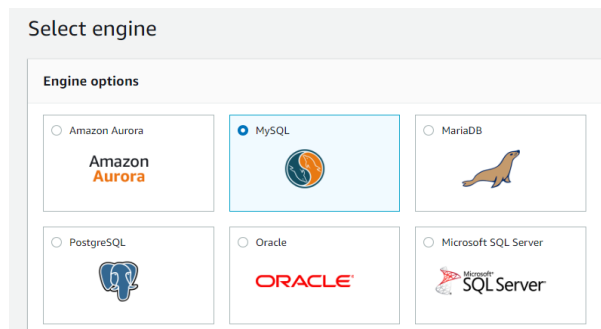 Select engine
Engine options
Amazon Aurora
MySQL
MariaDB
Amazon
Aurora
PostgreSQL
Oracle
Microsoft SQL Server
ORACLE
Microsoft
SQL Server